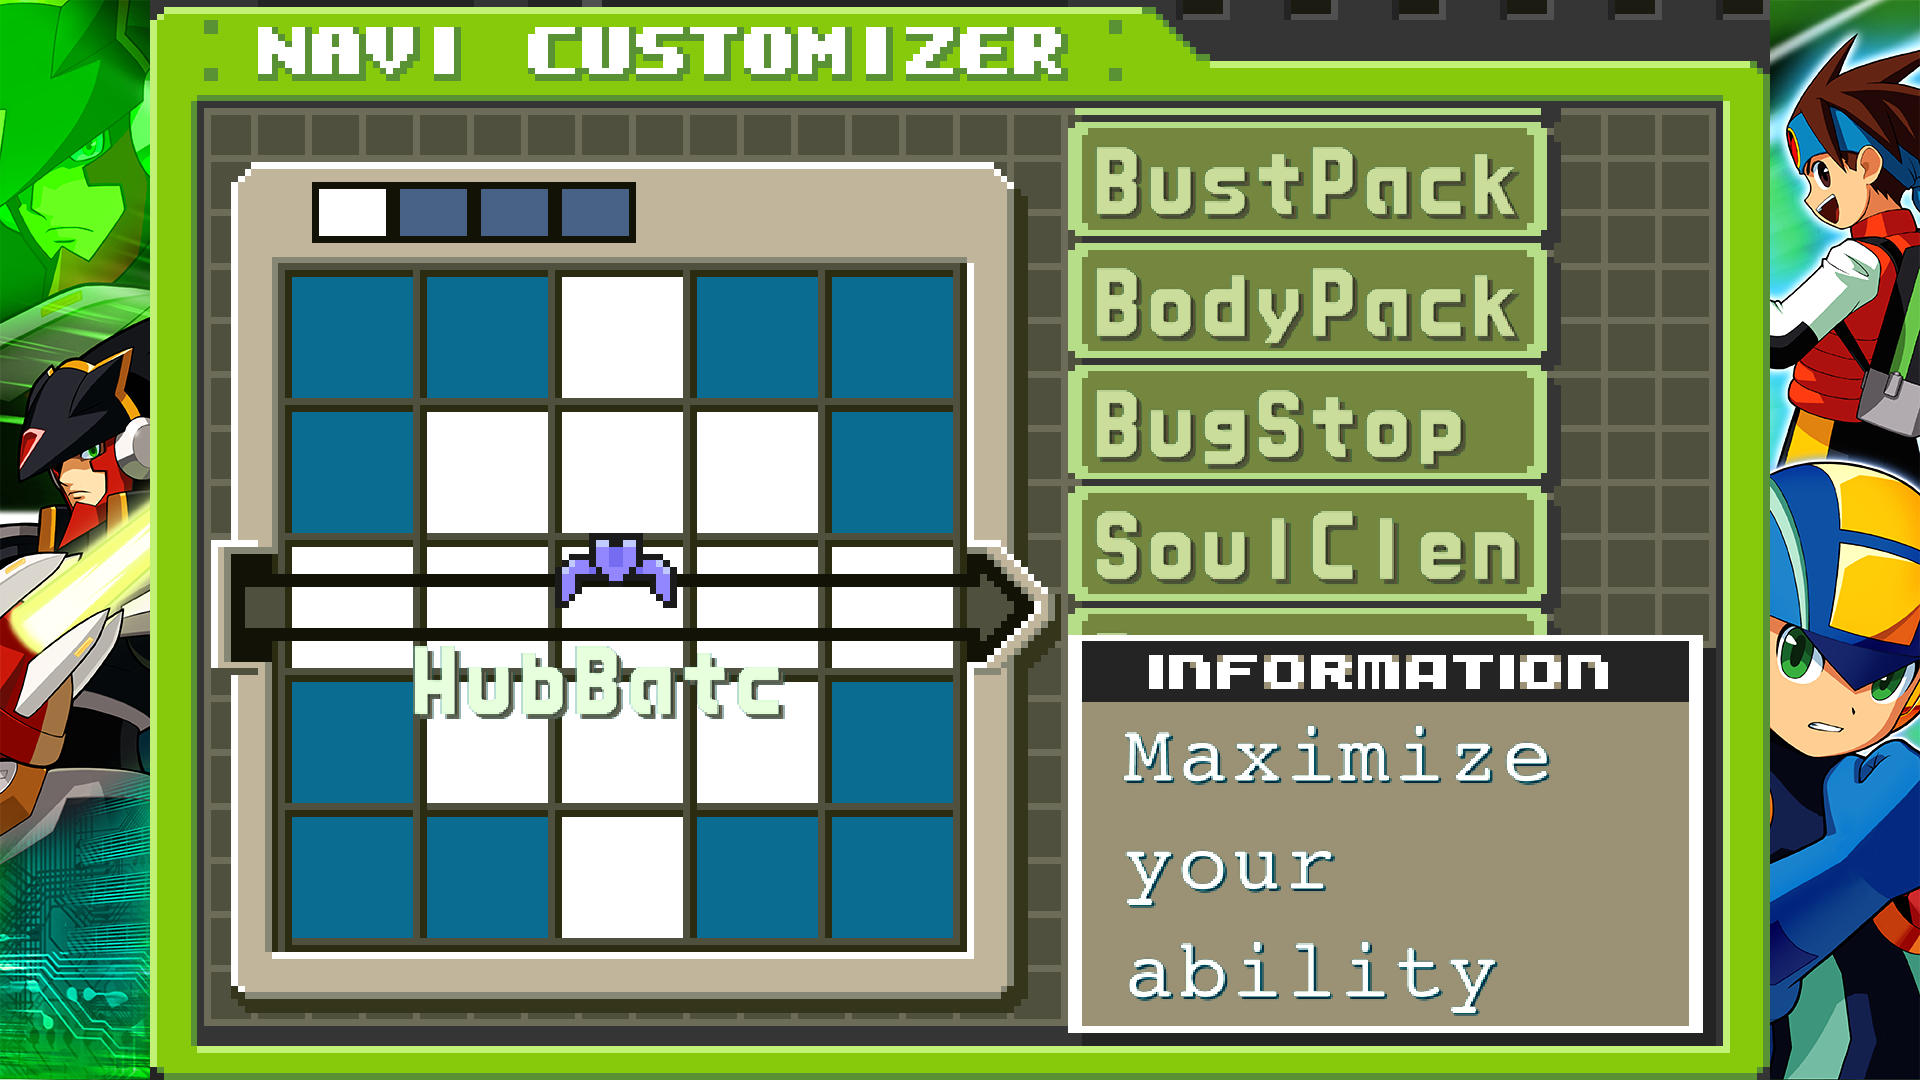 NAVI CUSTOMIZER
BustPack
BodyPack
BugStop
SoulClen
HubBatc
INFORMATION
Maximize
your
ability